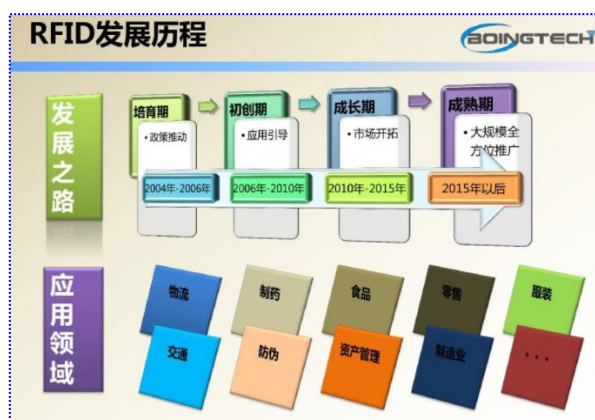 RFID发展历程
BOINGTECH
发展之路
培育期
初创期
成长期
成熟期
•政策推动
•应用引导
•市场开拓
•大规模全
方位推广
2004年-2006年
2006年-2010年
2010年-2015年
2015年以后
应用领域
物流
制药
食品
零售
服装
交通
防伪
资产管理
制造业
•••